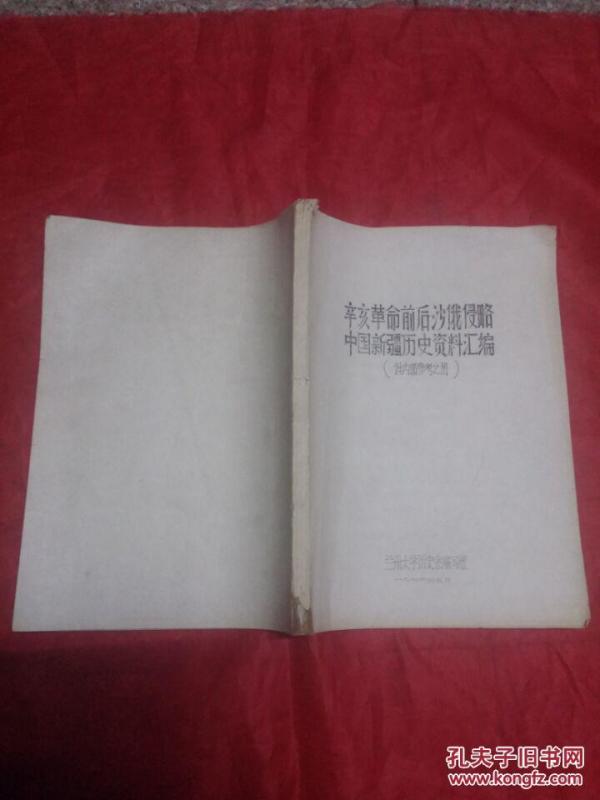 辛亥革命前后沙俄侵略
中国新疆历史资料汇编
(供内部参考之用)
兰州大学历史系编写组
孔夫子旧书网
www.kongfz.com